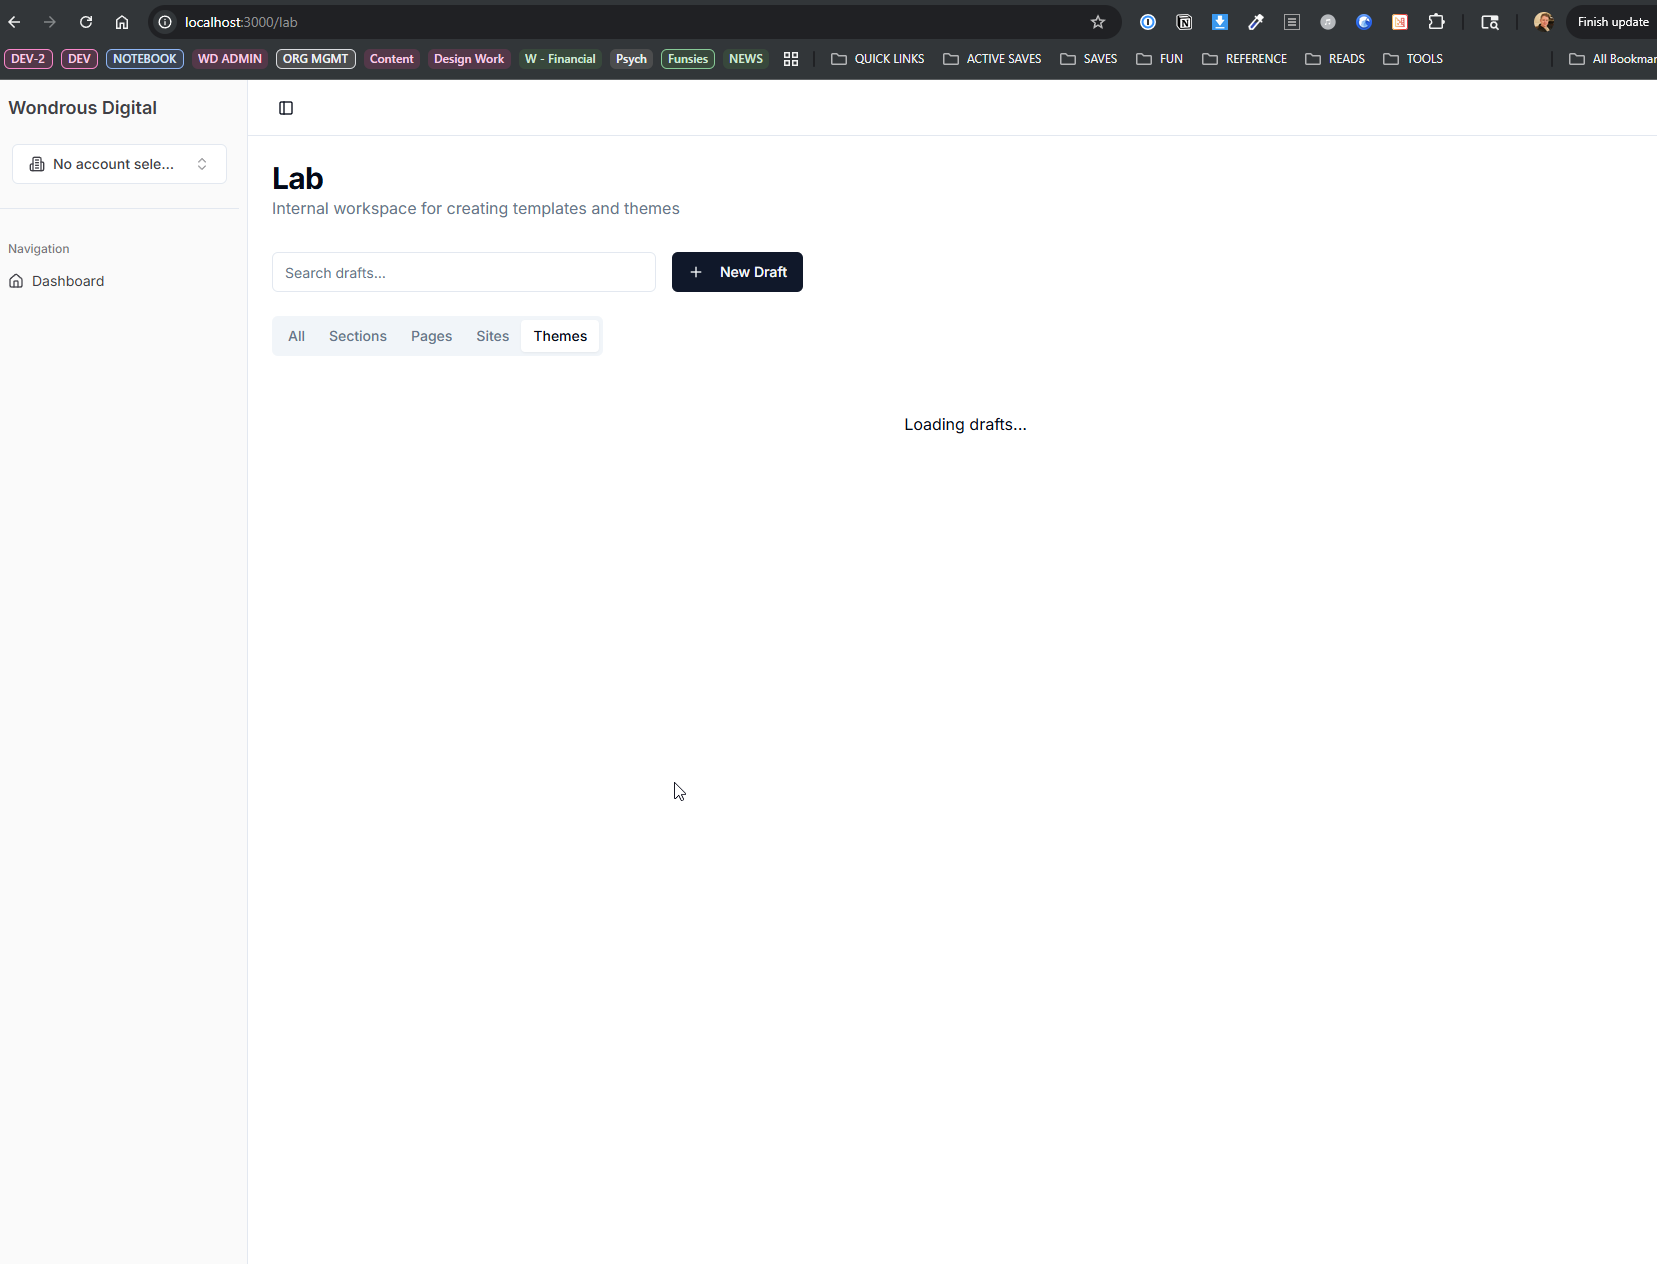 localhost:3000/lab
Finish update
DEV-2 DEV NOTEBOOK WD ADMIN ORG MGMT Content Design Work W - Financial Psych Funsies NEWS QUICK LINKS ACTIVE SAVES SAVES FUN REFERENCE READS TOOLS All Bookmar
Wondrous Digital
No account sele...
Navigation
Dashboard
Lab
Internal workspace for creating templates and themes
Search drafts...
New Draft
All Sections Pages Sites Themes
Loading drafts...